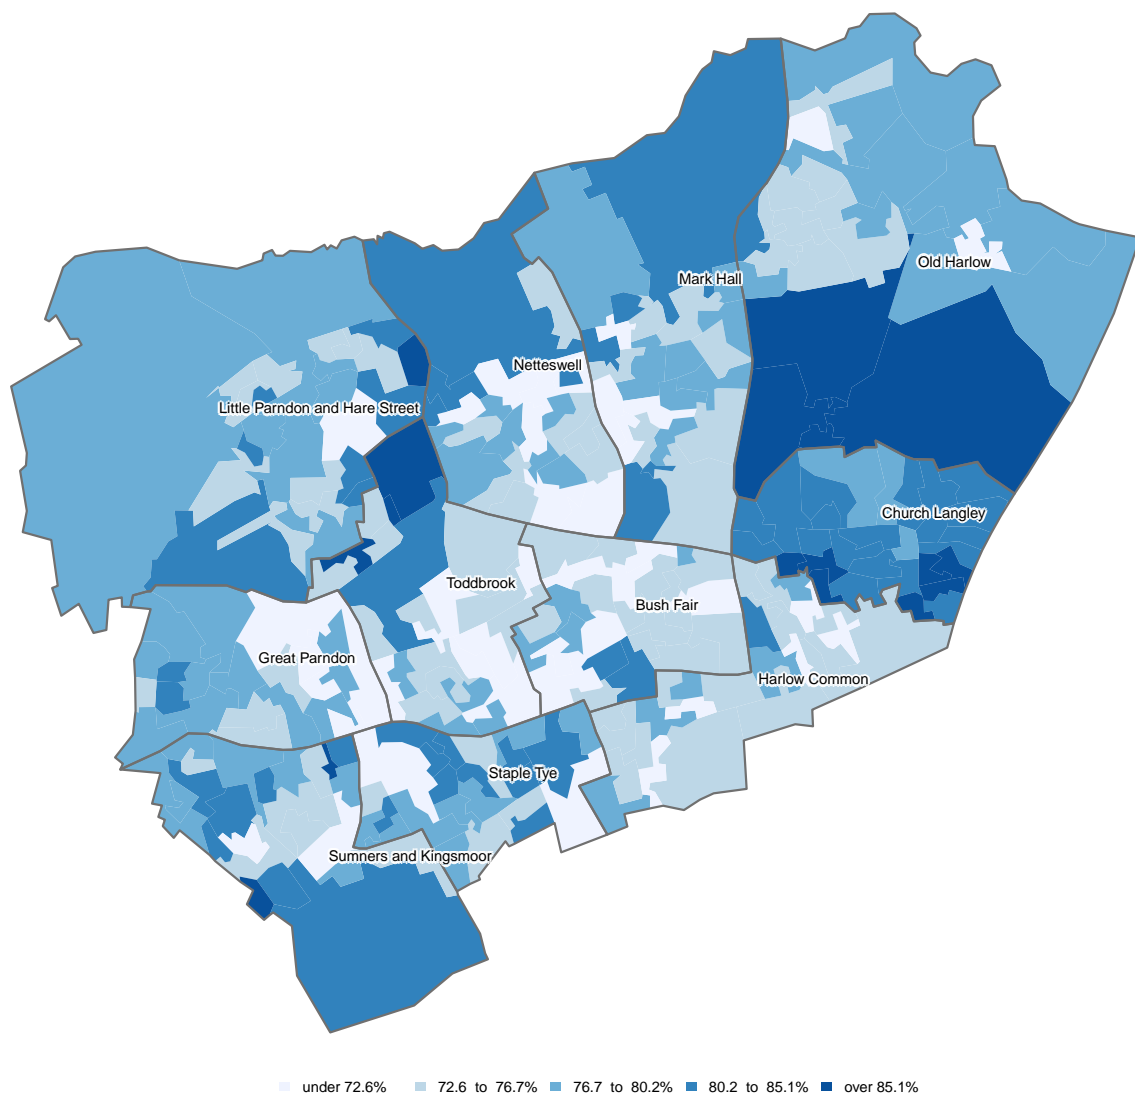 Old Harlow
Mark Hall
Netteswell
Little Parndon and Hare Street
Church Langley
Toddbrook
Bush Fair
Great Parndon
Harlow Common
Staple Tye
Sumners and Kingsmoor
under 72.6% 72.6 to 76.7% 76.7 to 80.2% 80.2 to 85.1% over 85.1%